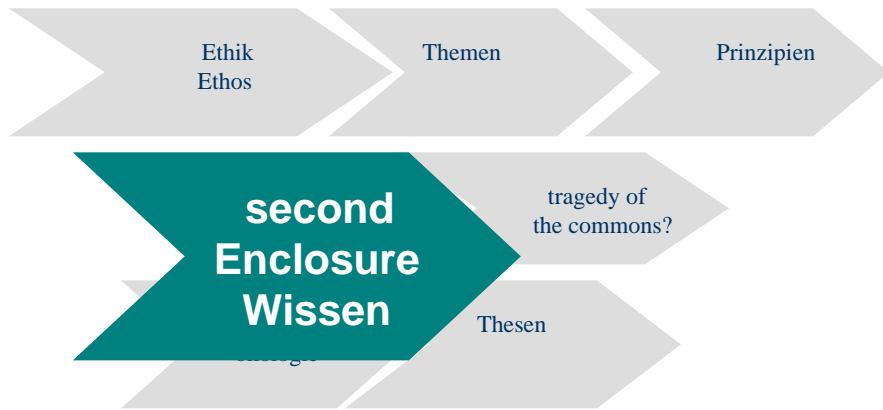 Ethik
Ethos
Themen
Prinzipien
second
Enclosure
Wissen
tragedy of
the commons?
Thesen